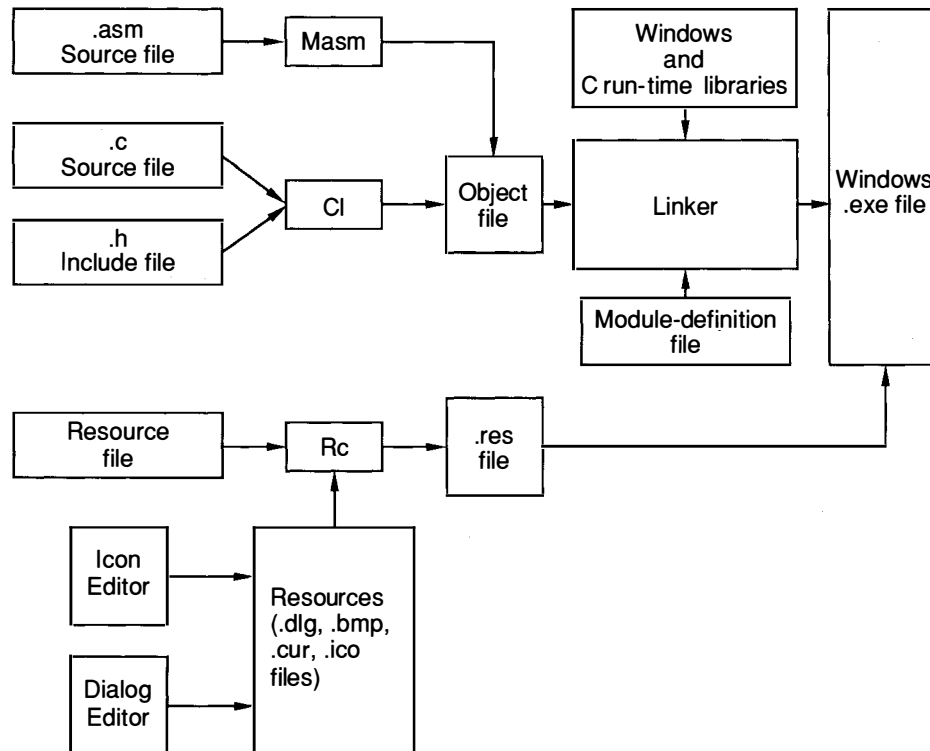 .asm
Source file
Masm
Windows
and
C run-time libraries
.c
Source file
.h
Include file
Cl
Object
file
Linker
Windows
.exe file
Module-definition
file
Resource
file
Rc
.res
file
Icon
Editor
Dialog
Editor
Resources
(.dlg, .bmp,
.cur, .ico
files)